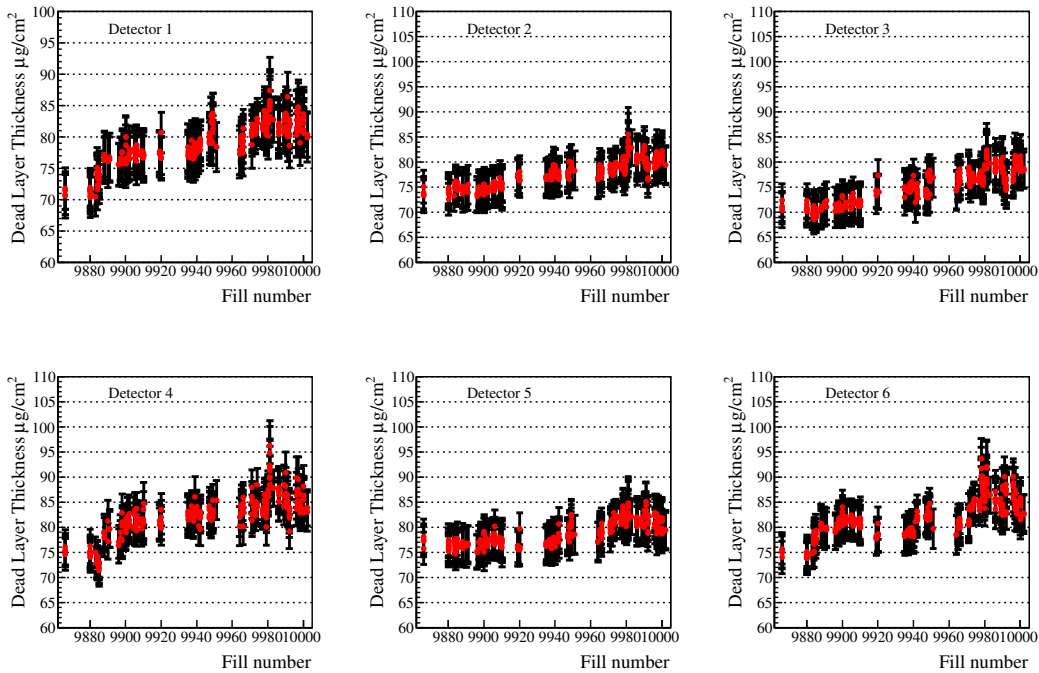 Dead Layer Thickness μg/cm²
Detector 1
100
95
90
85
80
75
70
65
60
9880 9900 9920 9940 9960 9980 10000
Fill number
Dead Layer Thickness μg/cm²
Detector 2
110
105
100
95
90
85
80
75
70
65
60
9880 9900 9920 9940 9960 9980 10000
Fill number
Dead Layer Thickness μg/cm²
Detector 3
110
105
100
95
90
85
80
75
70
65
60
9880 9900 9920 9940 9960 9980 10000
Fill number
Dead Layer Thickness μg/cm²
Detector 4
110
105
100
95
90
85
80
75
70
65
60
9880 9900 9920 9940 9960 9980 10000
Fill number
Dead Layer Thickness μg/cm²
Detector 5
110
105
100
95
90
85
80
75
70
65
60
9880 9900 9920 9940 9960 9980 10000
Fill number
Dead Layer Thickness μg/cm²
Detector 6
110
105
100
95
90
85
80
75
70
65
60
9880 9900 9920 9940 9960 9980 10000
Fill number